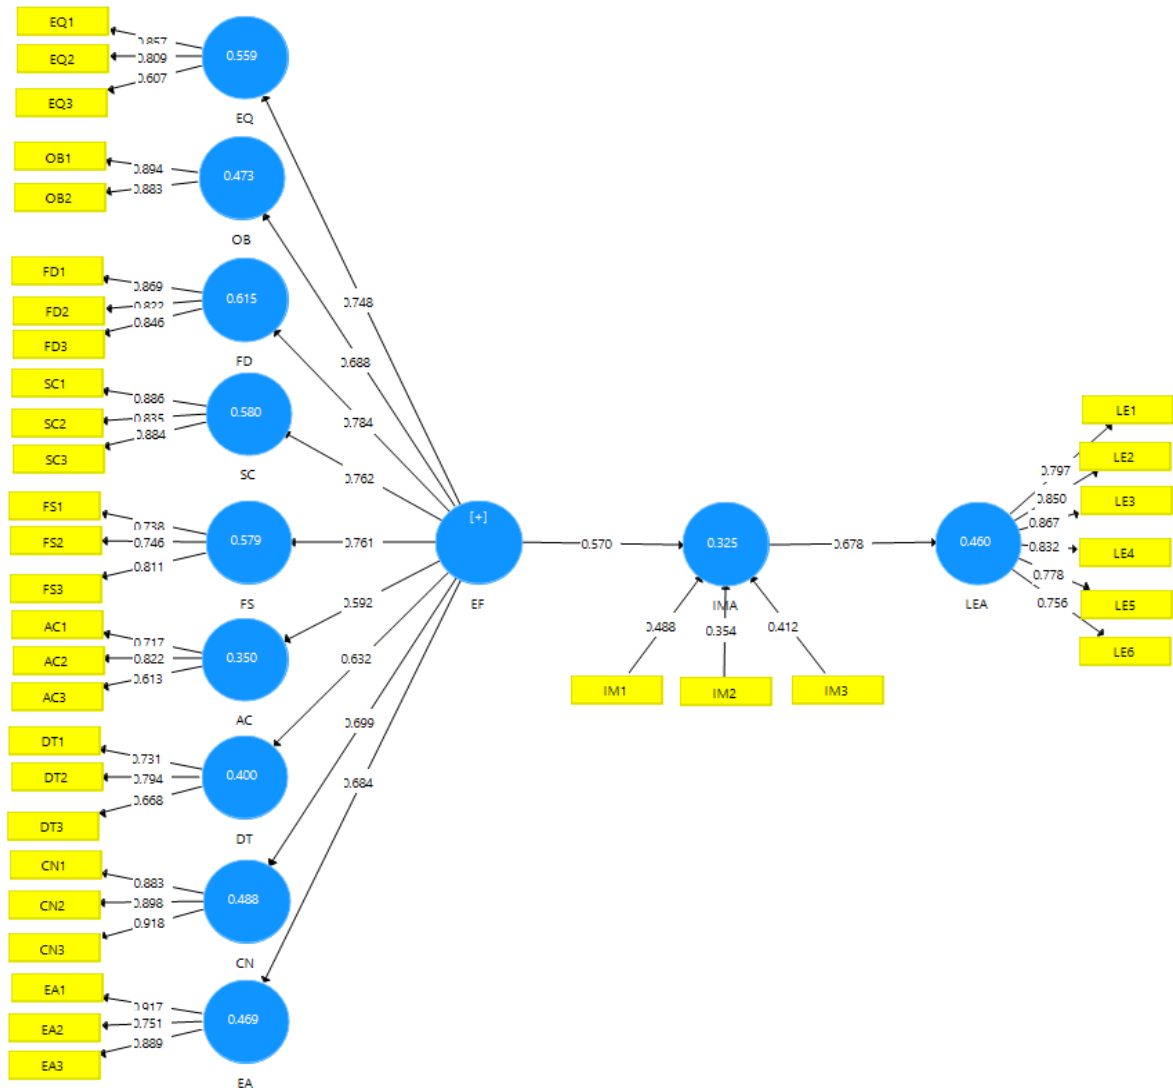 EQ1
EQ2
EQ3
0.857
0.809
0.607
0.559
EQ
OB1
OB2
0.894
0.883
0.473
OB
FD1
FD2
FD3
0.869
0.822
0.846
0.615
FD
SC1
SC2
SC3
0.886
0.835
0.884
0.580
SC
FS1
FS2
FS3
0.738
0.746
0.811
0.579
FS
AC1
AC2
AC3
0.717
0.822
0.613
0.350
AC
DT1
DT2
DT3
0.731
0.794
0.668
0.400
DT
CN1
CN2
CN3
0.883
0.898
0.918
0.488
CN
EA1
EA2
EA3
0.917
0.751
0.889
0.469
EA
0.748
0.688
0.784
0.762
0.761
0.592
0.632
0.699
0.684
[+]
EF
0.570
0.325
IMA
0.488
0.354
0.412
IM1
IM2
IM3
0.678
0.460
LEA
0.797
0.850
0.867
0.832
0.778
0.756
LE1
LE2
LE3
LE4
LE5
LE6